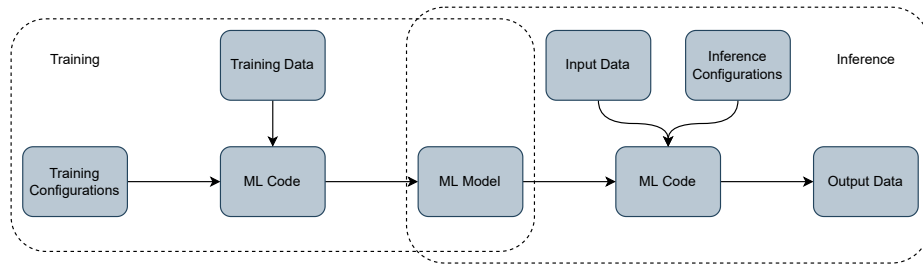 Training
Training Data
Input Data
Inference
Configurations
Inference
Training
Configurations
ML Code
ML Model
ML Code
Output Data